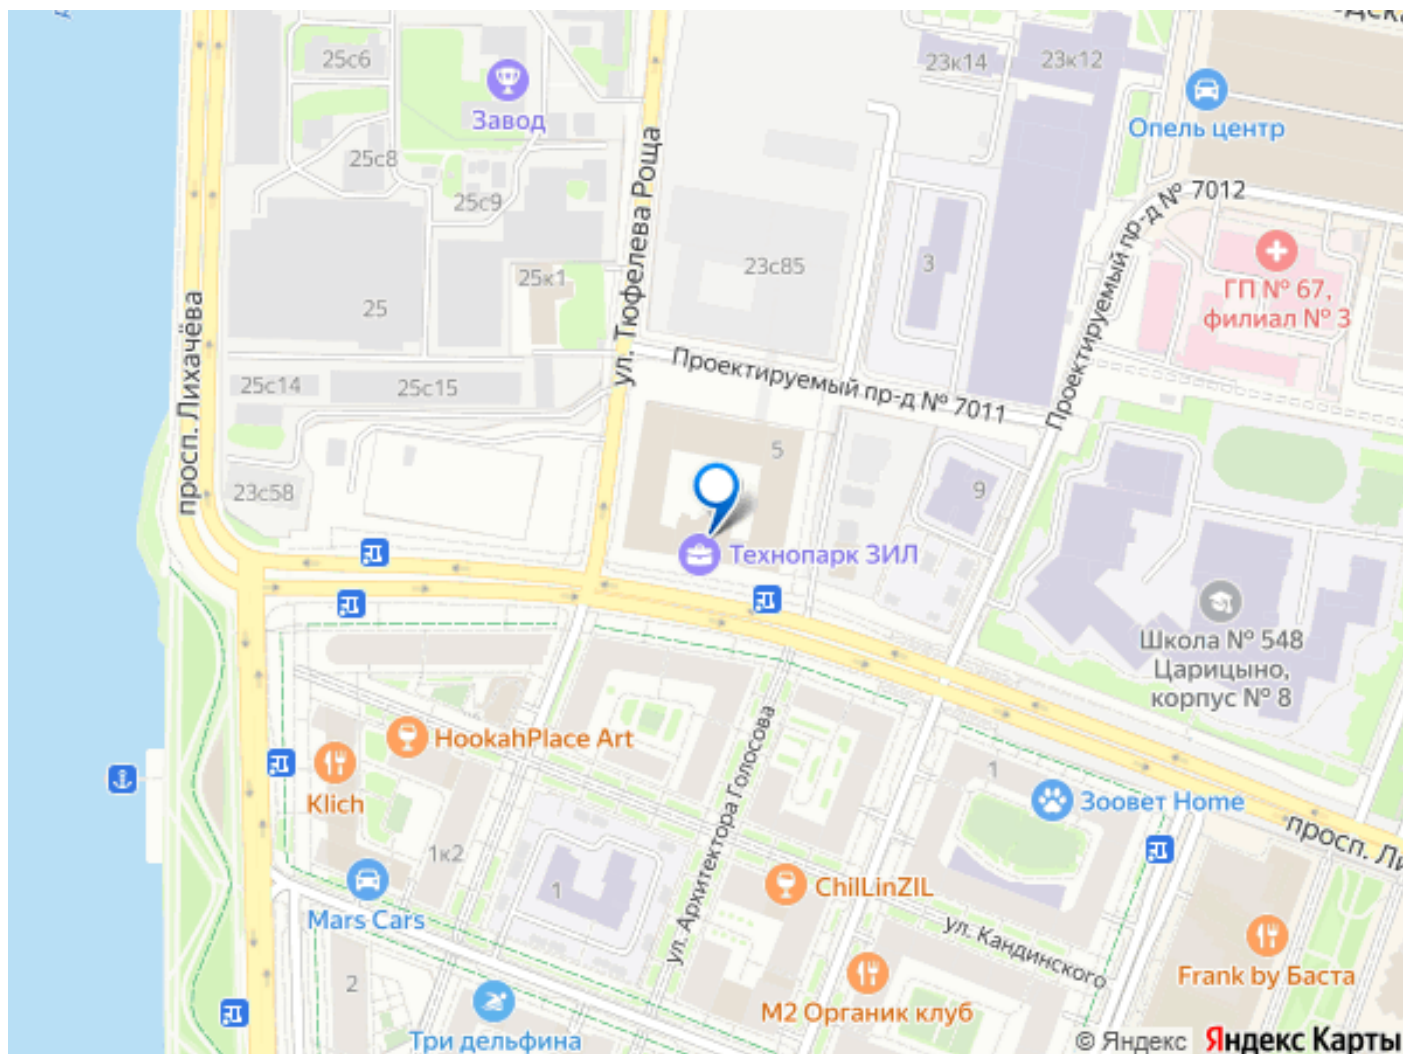 25с6
Завод
23к14
23к12
Опель центр
25с8
25с9
ул. Тюфелева Роща
Проектируемый пр-д № 7012
25к1
23с85
3
ГП № 67,
филиал № 3
просп. Лихачёва
25
25с14
25с15
Проектируемый пр-д № 7011
5
23с58
9
Технопарк ЗИЛ
Школа № 548
Царицыно,
корпус № 8
HookahPlace Art
Klich
ул. Архитектора Голосова
1
Зоовет Home
просп. Ли
1к2
1
ChilLinZIL
Mars Cars
ул. Кандинского
Frank by Баста
2
М2 Органик клуб
Три дельфина
© Яндекс Яндекс Карты